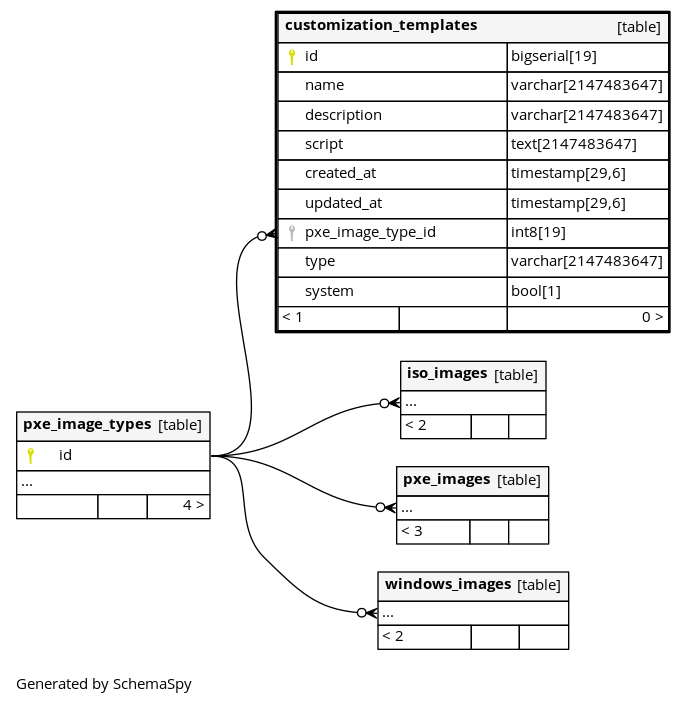 customization_templates [table]
id bigserial[19]
name varchar[2147483647]
description varchar[2147483647]
script text[2147483647]
created_at timestamp[29,6]
updated_at timestamp[29,6]
pxe_image_type_id int8[19]
type varchar[2147483647]
system bool[1]
< 1 0 >
iso_images [table]
...
< 2
pxe_image_types [table]
id
...
4 >
pxe_images [table]
...
< 3
windows_images [table]
...
< 2
Generated by SchemaSpy